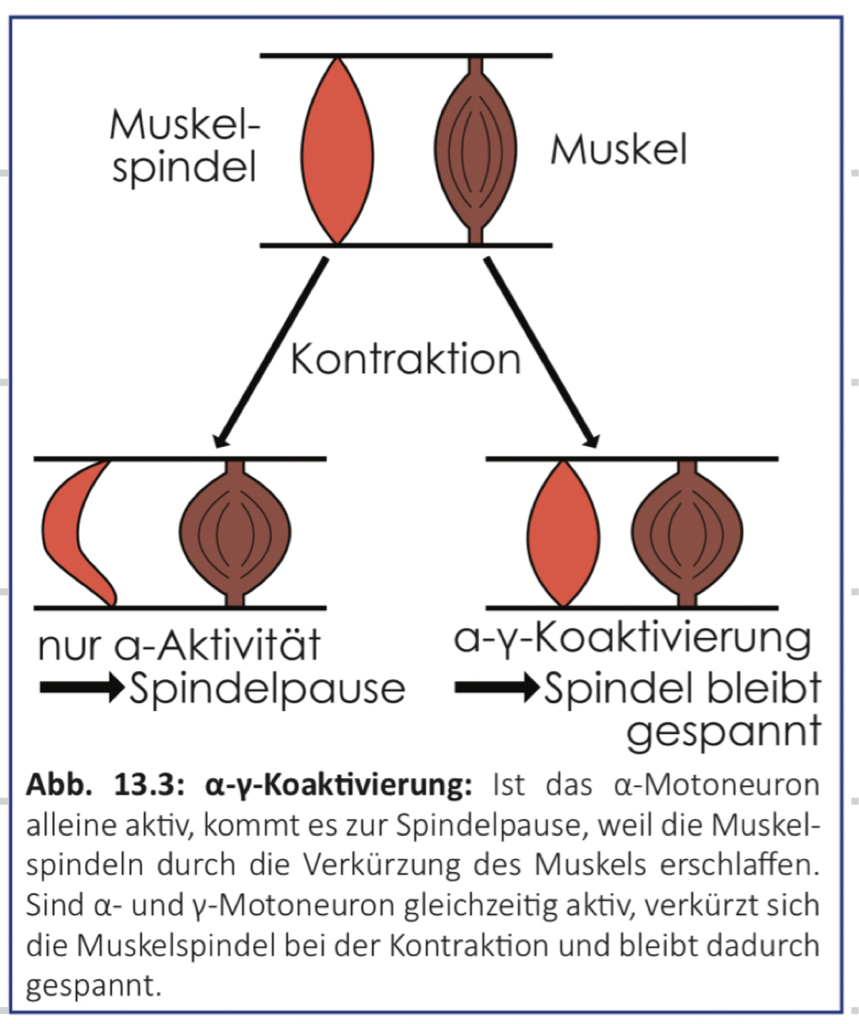 Muskel-
spindel
Muskel
Kontraktion
nur α-Aktivität
Spindelpause
α-γ-Koaktivierung
Spindel bleibt
gespannt
Abb. 13.3: α-γ-Koaktivierung: Ist das α-Motoneuron
alleine aktiv, kommt es zur Spindelpause, weil die Muskel-
spindeln durch die Verkürzung des Muskels erschlaffen.
Sind α- und γ-Motoneuron gleichzeitig aktiv, verkürzt sich
die Muskelspindel bei der Kontraktion und bleibt dadurch
gespannt.